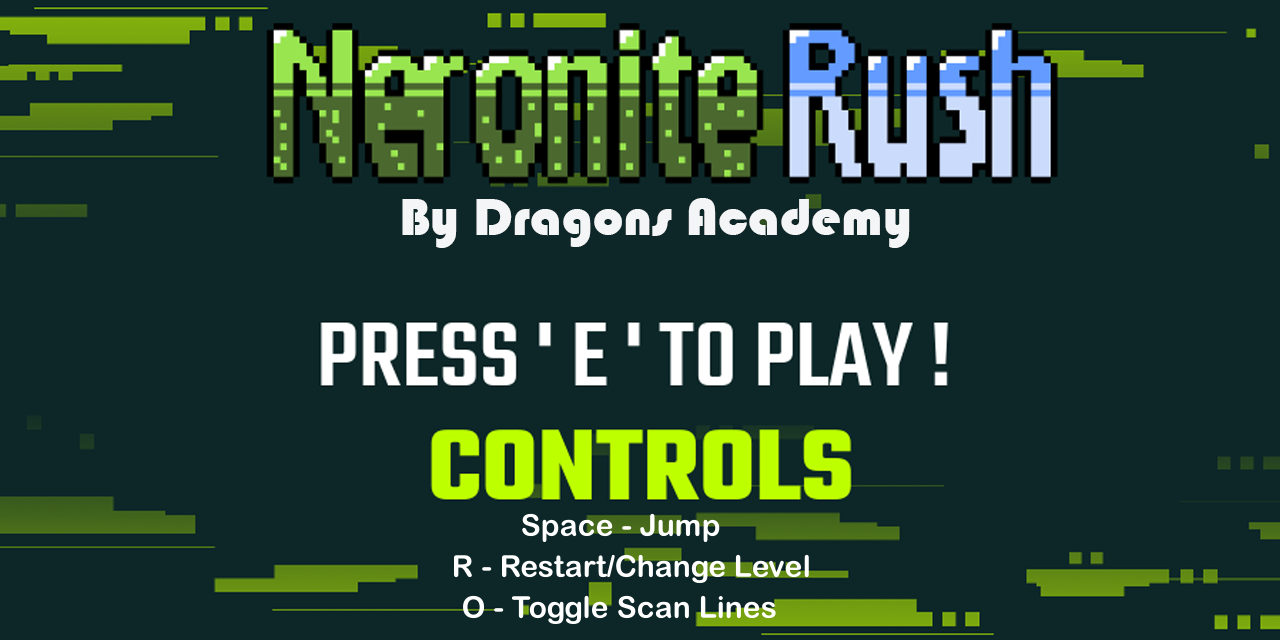 Neronite Rush
By Dragons Academy
PRESS ' E ' TO PLAY !
CONTROLS
Space - Jump
R - Restart/Change Level
O - Toggle Scan Lines